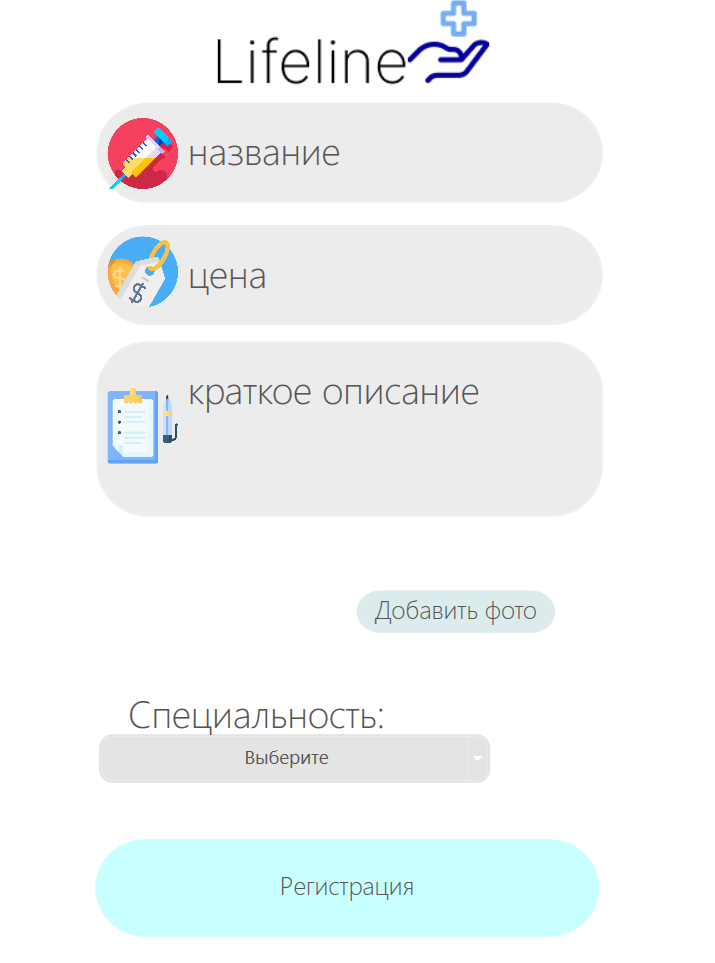 Lifeline
название
цена
краткое описание
Добавить фото
Специальность:
Выберите
Регистрация